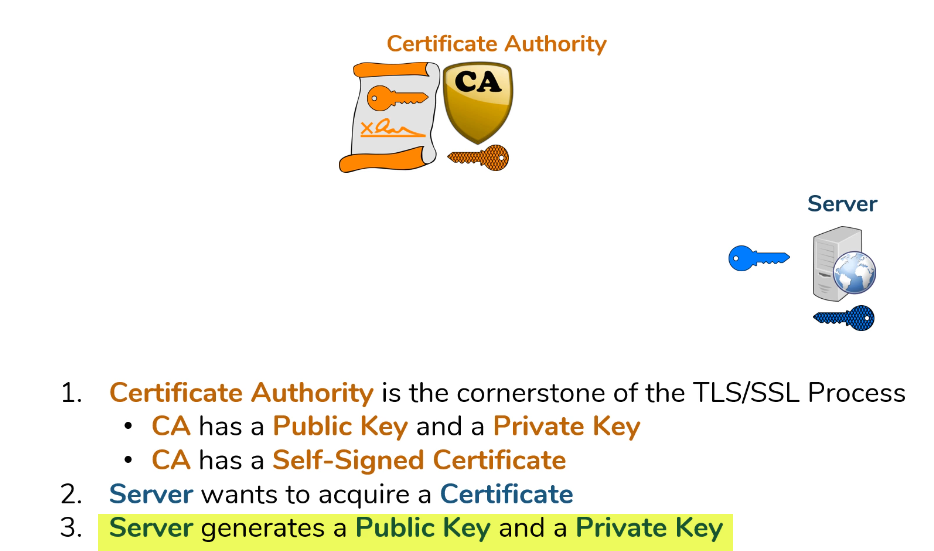 Certificate Authority
CA
Server
1. Certificate Authority is the cornerstone of the TLS/SSL Process
• CA has a Public Key and a Private Key
• CA has a Self-Signed Certificate
2. Server wants to acquire a Certificate
3. Server generates a Public Key and a Private Key